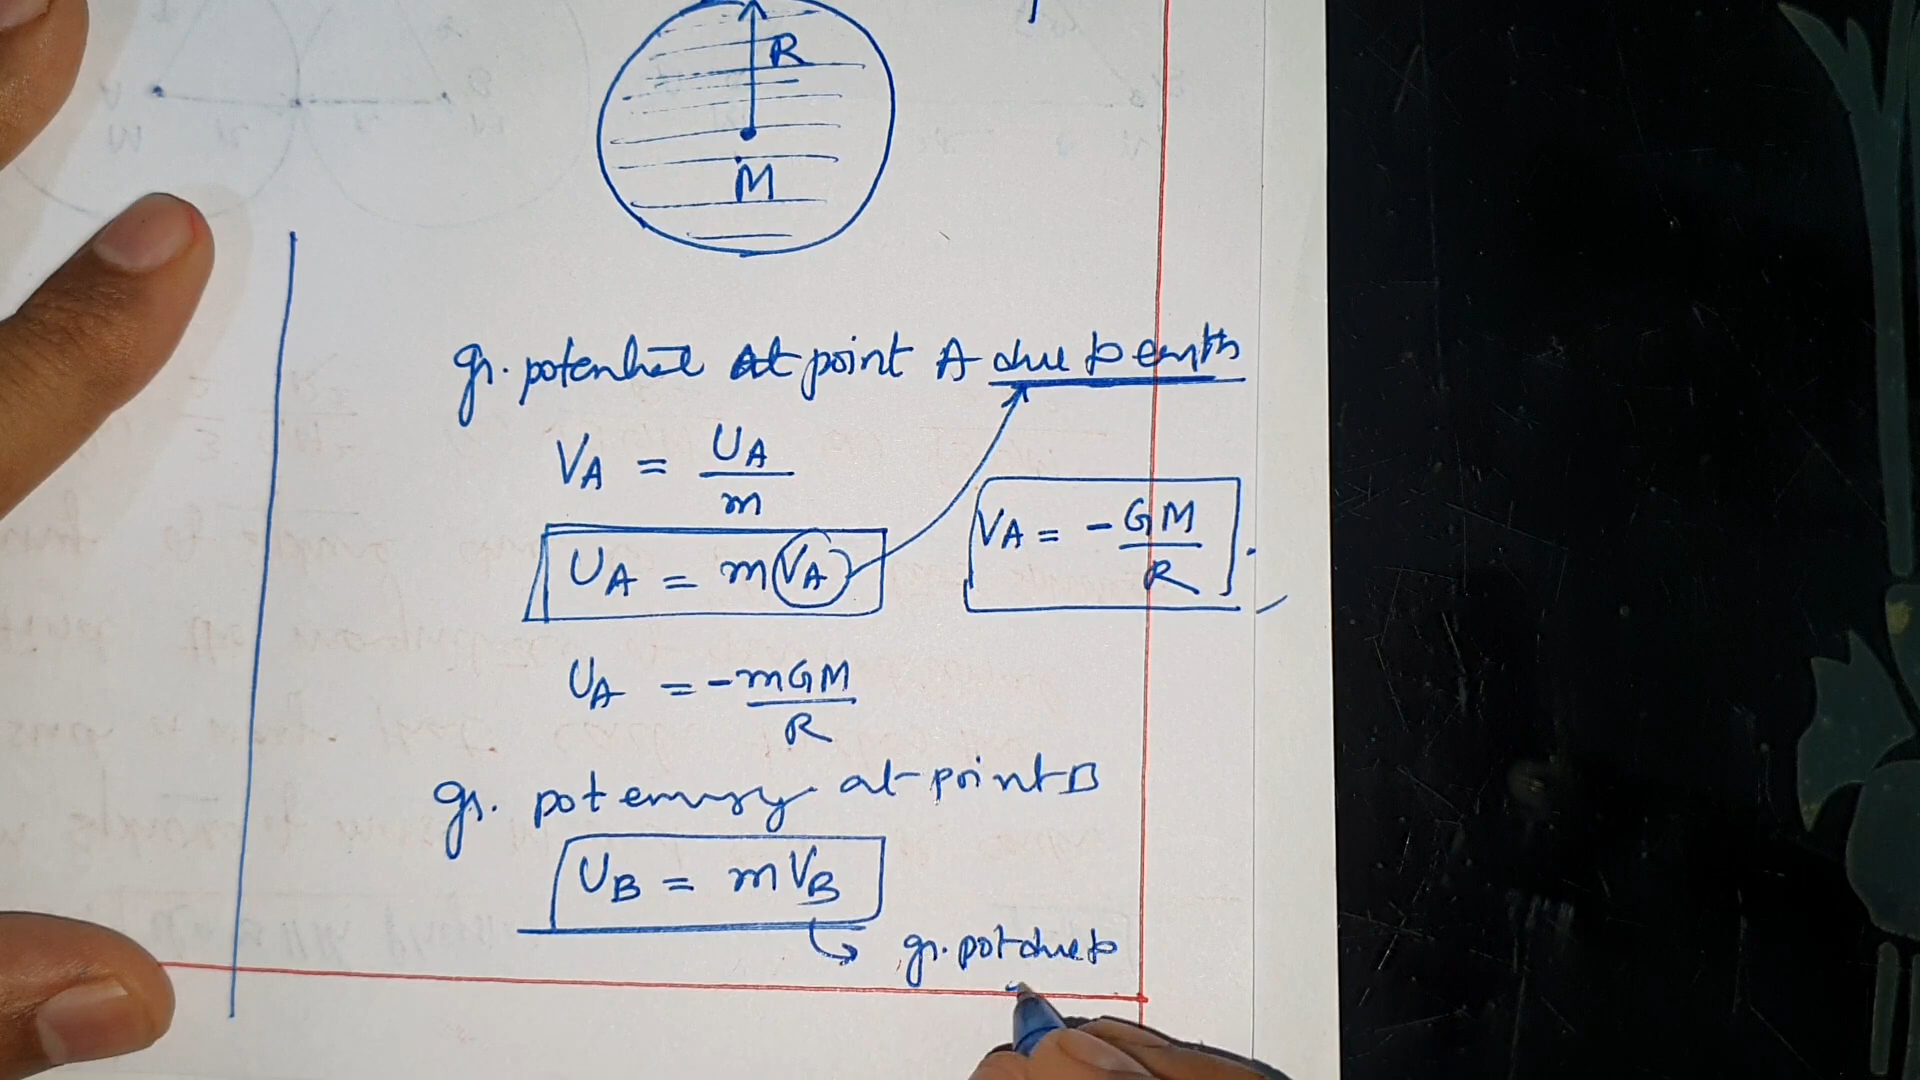 R
M
gr. potential at point A due to earth
VA = UA / m
UA = m VA
VA = - GM / R .
UA = - mGM / R
gr. pot energy at point B
UB = m VB
gr. pot due to